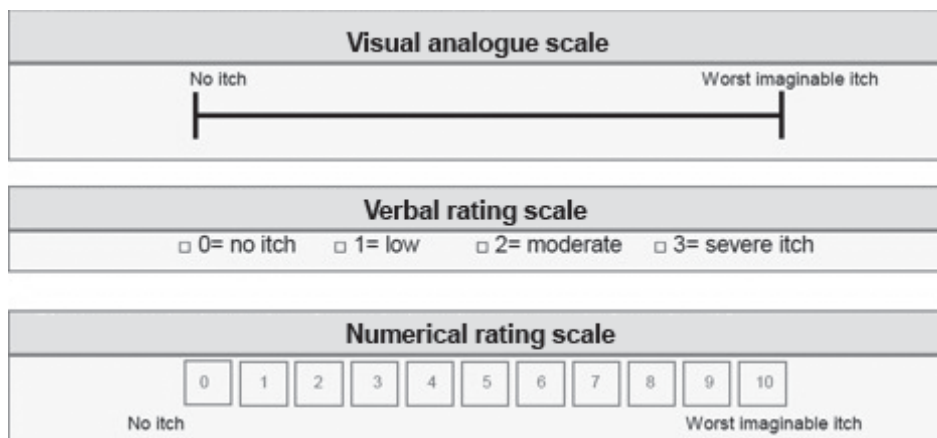 Visual analogue scale
No itch Worst imaginable itch
Verbal rating scale
0= no itch 1= low 2= moderate 3= severe itch
Numerical rating scale
0 1 2 3 4 5 6 7 8 9 10
No itch Worst imaginable itch